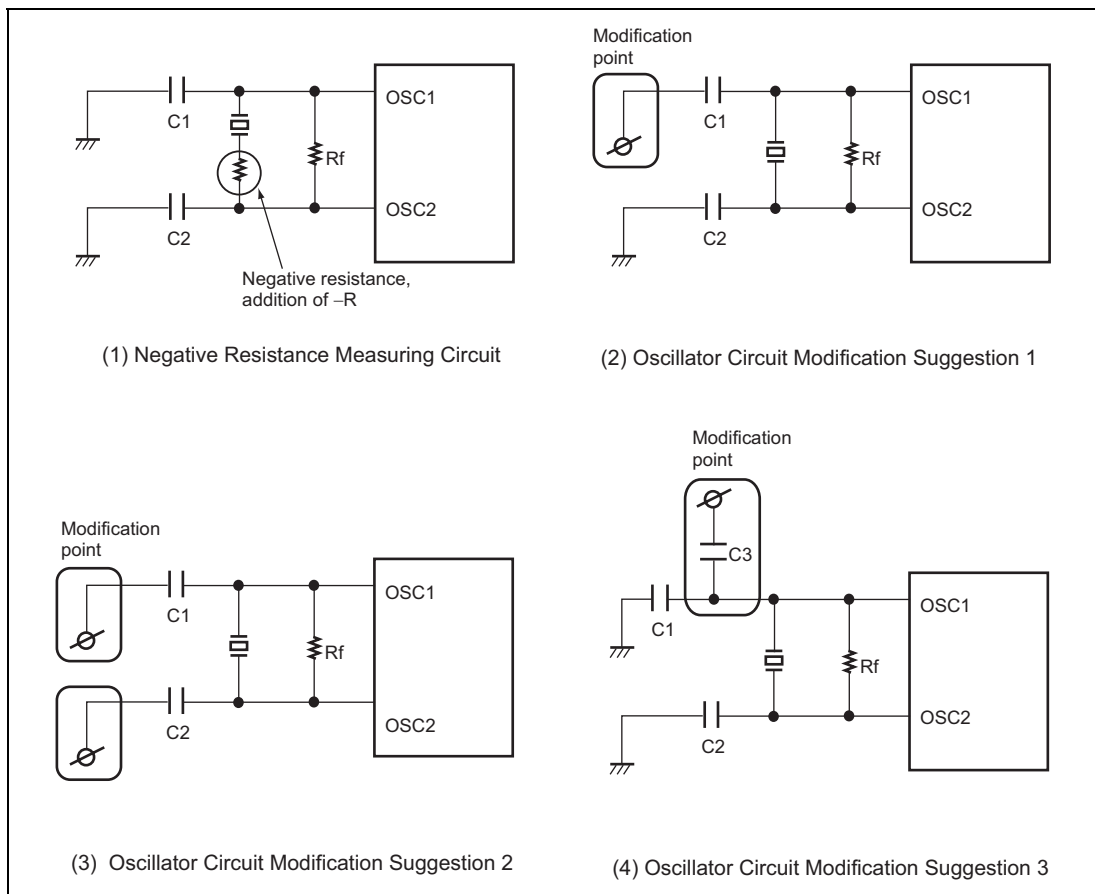 OSC1
C1
Rf
OSC2
C2
Negative resistance,
addition of –R
(1) Negative Resistance Measuring Circuit
Modification
point
OSC1
C1
Rf
OSC2
C2
(2) Oscillator Circuit Modification Suggestion 1
Modification
point
OSC1
C1
Rf
OSC2
C2
(3) Oscillator Circuit Modification Suggestion 2
Modification
point
C3
OSC1
C1
Rf
OSC2
C2
(4) Oscillator Circuit Modification Suggestion 3